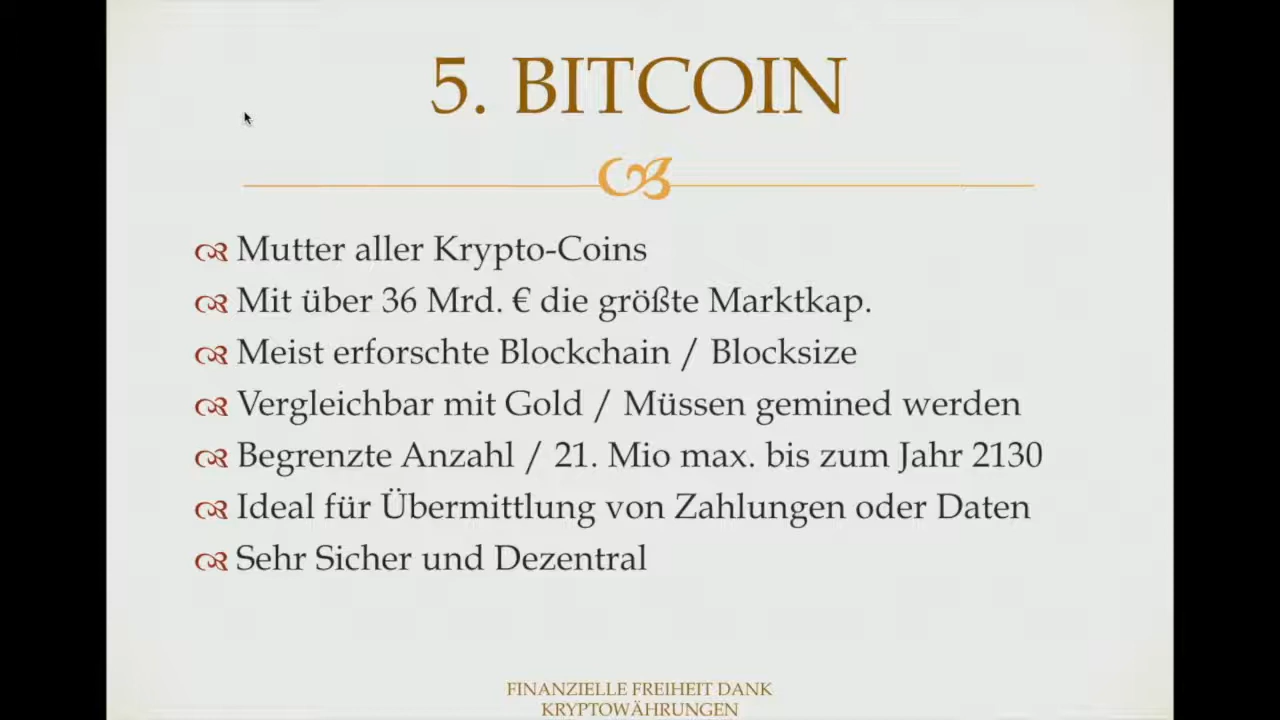 5. BITCOIN
Mutter aller Krypto-Coins
Mit über 36 Mrd. € die größte Marktkap.
Meist erforschte Blockchain / Blocksize
Vergleichbar mit Gold / Müssen gemined werden
Begrenzte Anzahl / 21. Mio max. bis zum Jahr 2130
Ideal für Übermittlung von Zahlungen oder Daten
Sehr Sicher und Dezentral
FINANZIELLE FREIHEIT DANK
KRYPTOWÄHRUNGEN